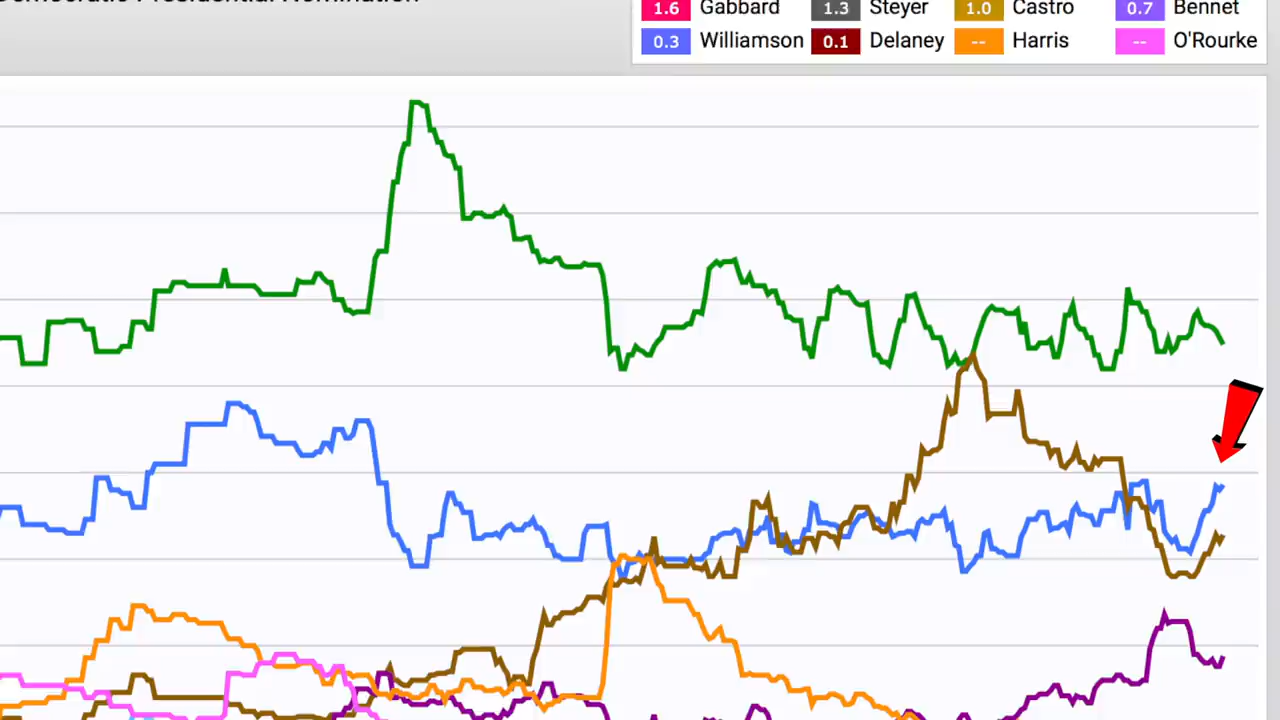 Democratic Presidential Nomination
1.6 Gabbard 1.3 Steyer 1.0 Castro 0.7 Bennet
0.3 Williamson 0.1 Delaney -- Harris -- O'Rourke